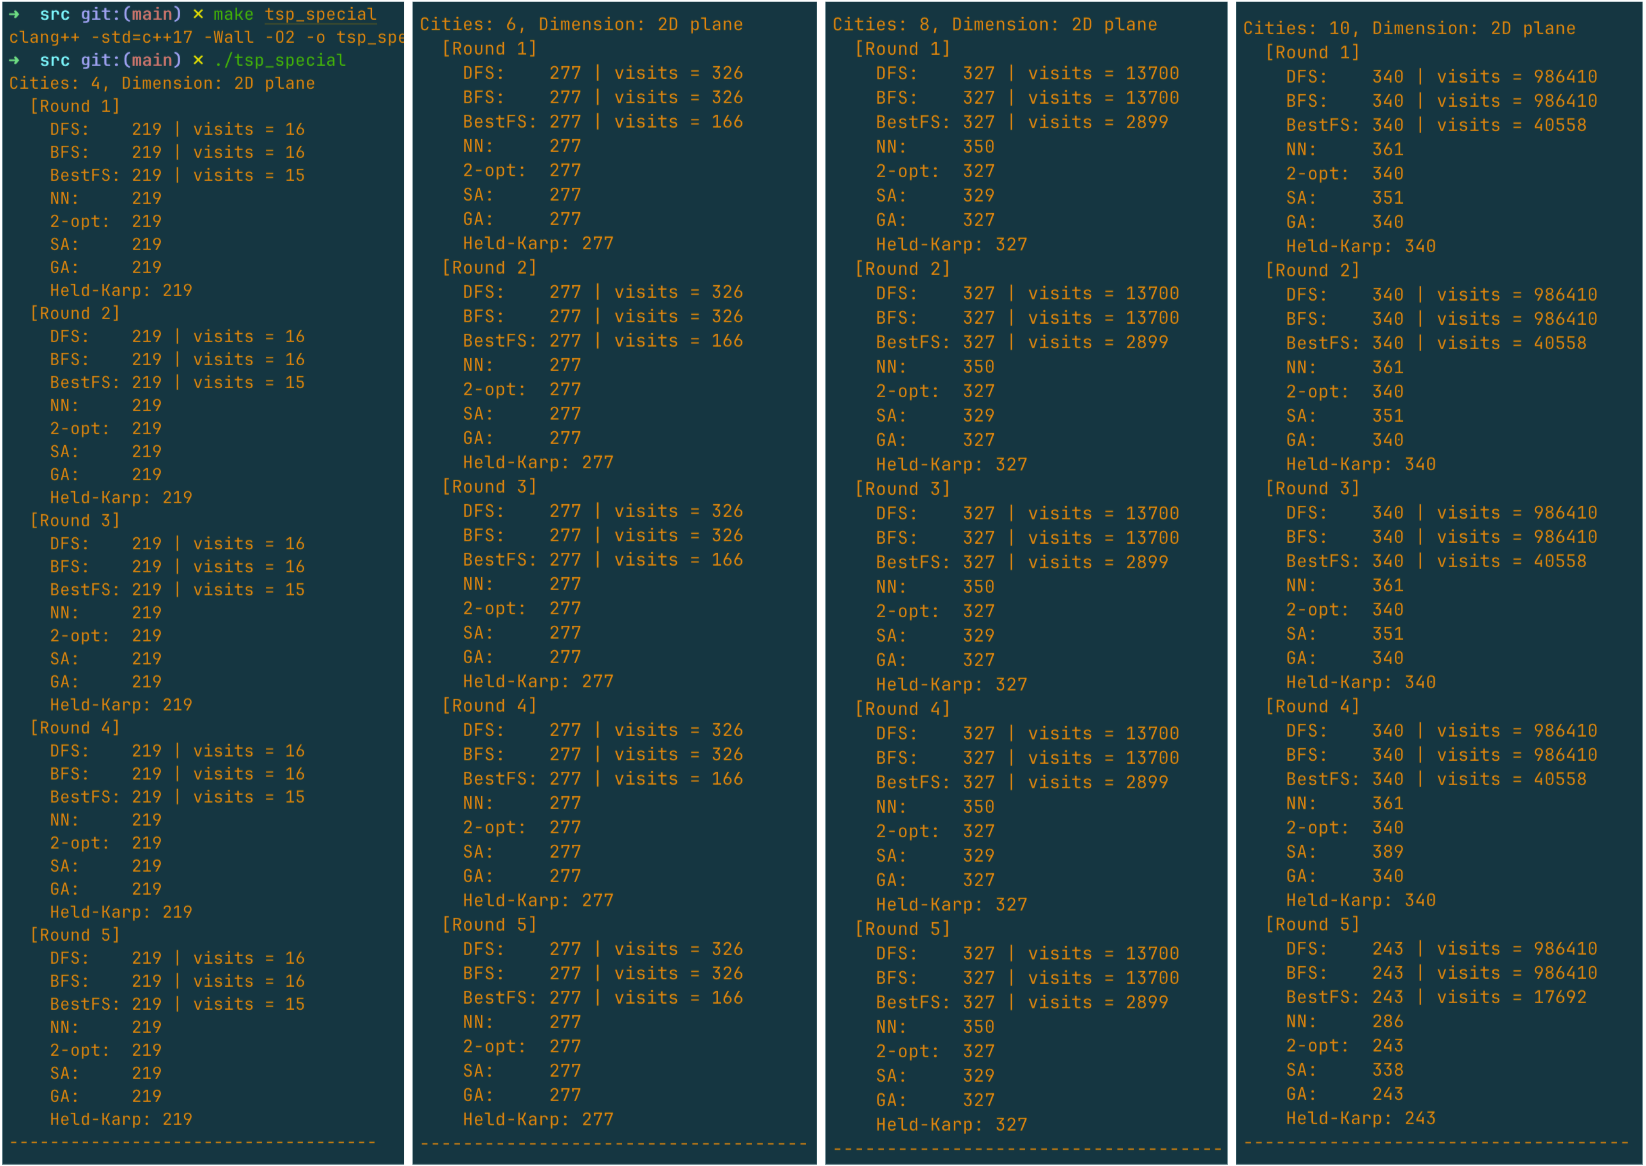 ➜  src git:(main) ✗ make tsp_special
clang++ -std=c++17 -Wall -O2 -o tsp_spe
➜  src git:(main) ✗ ./tsp_special
Cities: 4, Dimension: 2D plane
[Round 1]
DFS: 219 | visits = 16
BFS: 219 | visits = 16
BestFS: 219 | visits = 15
NN: 219
2-opt: 219
SA: 219
GA: 219
Held-Karp: 219
[Round 2]
DFS: 219 | visits = 16
BFS: 219 | visits = 16
BestFS: 219 | visits = 15
NN: 219
2-opt: 219
SA: 219
GA: 219
Held-Karp: 219
[Round 3]
DFS: 219 | visits = 16
BFS: 219 | visits = 16
BestFS: 219 | visits = 15
NN: 219
2-opt: 219
SA: 219
GA: 219
Held-Karp: 219
[Round 4]
DFS: 219 | visits = 16
BFS: 219 | visits = 16
BestFS: 219 | visits = 15
NN: 219
2-opt: 219
SA: 219
GA: 219
Held-Karp: 219
[Round 5]
DFS: 219 | visits = 16
BFS: 219 | visits = 16
BestFS: 219 | visits = 15
NN: 219
2-opt: 219
SA: 219
GA: 219
Held-Karp: 219
------------------------------------
Cities: 6, Dimension: 2D plane
[Round 1]
DFS: 277 | visits = 326
BFS: 277 | visits = 326
BestFS: 277 | visits = 166
NN: 277
2-opt: 277
SA: 277
GA: 277
Held-Karp: 277
[Round 2]
DFS: 277 | visits = 326
BFS: 277 | visits = 326
BestFS: 277 | visits = 166
NN: 277
2-opt: 277
SA: 277
GA: 277
Held-Karp: 277
[Round 3]
DFS: 277 | visits = 326
BFS: 277 | visits = 326
BestFS: 277 | visits = 166
NN: 277
2-opt: 277
SA: 277
GA: 277
Held-Karp: 277
[Round 4]
DFS: 277 | visits = 326
BFS: 277 | visits = 326
BestFS: 277 | visits = 166
NN: 277
2-opt: 277
SA: 277
GA: 277
Held-Karp: 277
[Round 5]
DFS: 277 | visits = 326
BFS: 277 | visits = 326
BestFS: 277 | visits = 166
NN: 277
2-opt: 277
SA: 277
GA: 277
Held-Karp: 277
------------------------------------
Cities: 8, Dimension: 2D plane
[Round 1]
DFS: 327 | visits = 13700
BFS: 327 | visits = 13700
BestFS: 327 | visits = 2899
NN: 350
2-opt: 327
SA: 329
GA: 327
Held-Karp: 327
[Round 2]
DFS: 327 | visits = 13700
BFS: 327 | visits = 13700
BestFS: 327 | visits = 2899
NN: 350
2-opt: 327
SA: 329
GA: 327
Held-Karp: 327
[Round 3]
DFS: 327 | visits = 13700
BFS: 327 | visits = 13700
BestFS: 327 | visits = 2899
NN: 350
2-opt: 327
SA: 329
GA: 327
Held-Karp: 327
[Round 4]
DFS: 327 | visits = 13700
BFS: 327 | visits = 13700
BestFS: 327 | visits = 2899
NN: 350
2-opt: 327
SA: 329
GA: 327
Held-Karp: 327
[Round 5]
DFS: 327 | visits = 13700
BFS: 327 | visits = 13700
BestFS: 327 | visits = 2899
NN: 350
2-opt: 327
SA: 329
GA: 327
Held-Karp: 327
------------------------------------
Cities: 10, Dimension: 2D plane
[Round 1]
DFS: 340 | visits = 986410
BFS: 340 | visits = 986410
BestFS: 340 | visits = 40558
NN: 361
2-opt: 340
SA: 351
GA: 340
Held-Karp: 340
[Round 2]
DFS: 340 | visits = 986410
BFS: 340 | visits = 986410
BestFS: 340 | visits = 40558
NN: 361
2-opt: 340
SA: 351
GA: 340
Held-Karp: 340
[Round 3]
DFS: 340 | visits = 986410
BFS: 340 | visits = 986410
BestFS: 340 | visits = 40558
NN: 361
2-opt: 340
SA: 351
GA: 340
Held-Karp: 340
[Round 4]
DFS: 340 | visits = 986410
BFS: 340 | visits = 986410
BestFS: 340 | visits = 40558
NN: 361
2-opt: 340
SA: 389
GA: 340
Held-Karp: 340
[Round 5]
DFS: 243 | visits = 986410
BFS: 243 | visits = 986410
BestFS: 243 | visits = 17692
NN: 286
2-opt: 243
SA: 338
GA: 243
Held-Karp: 243
------------------------------------